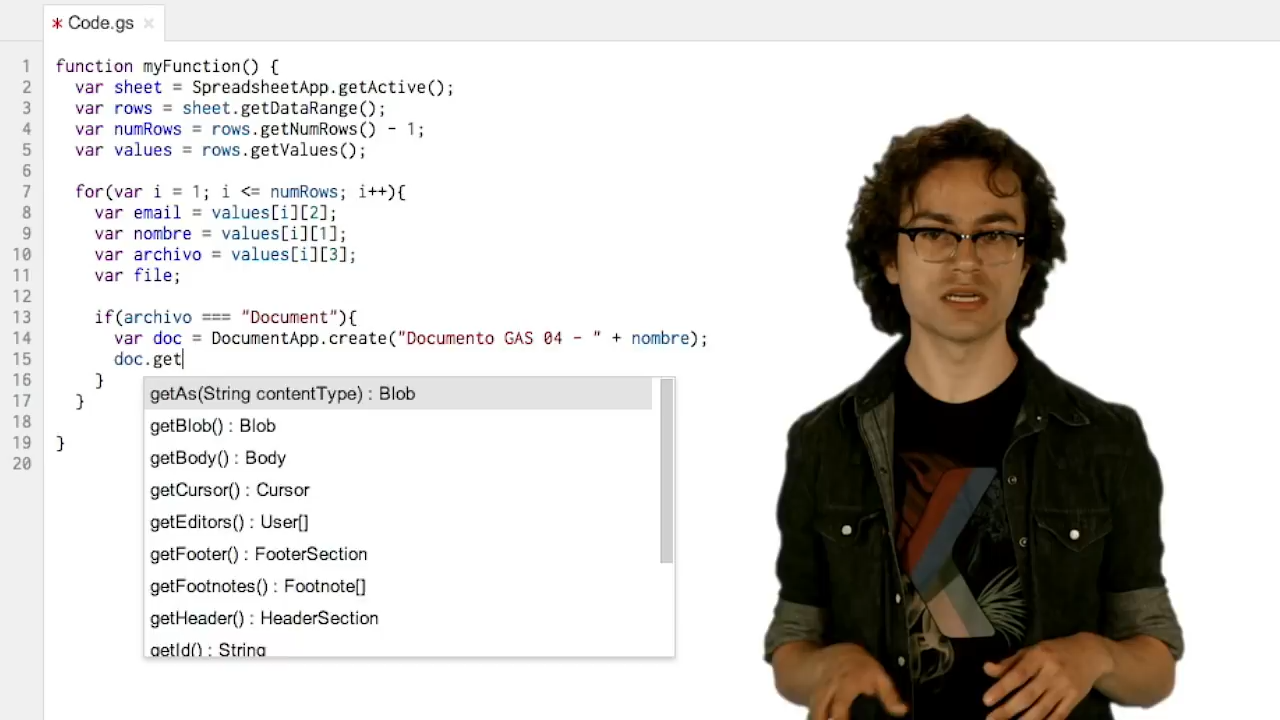 * Code.gs ×
1 function myFunction() {
2 var sheet = SpreadsheetApp.getActive();
3 var rows = sheet.getDataRange();
4 var numRows = rows.getNumRows() - 1;
5 var values = rows.getValues();
6
7 for(var i = 1; i <= numRows; i++){
8 var email = values[i][2];
9 var nombre = values[i][1];
10 var archivo = values[i][3];
11 var file;
12
13 if(archivo === "Document"){
14 var doc = DocumentApp.create("Documento GAS 04 - " + nombre);
15 doc.get
16 }
17 }
18
19 }
20
getAs(String contentType) : Blob
getBlob() : Blob
getBody() : Body
getCursor() : Cursor
getEditors() : User[]
getFooter() : FooterSection
getFootnotes() : Footnote[]
getHeader() : HeaderSection
getId() : String